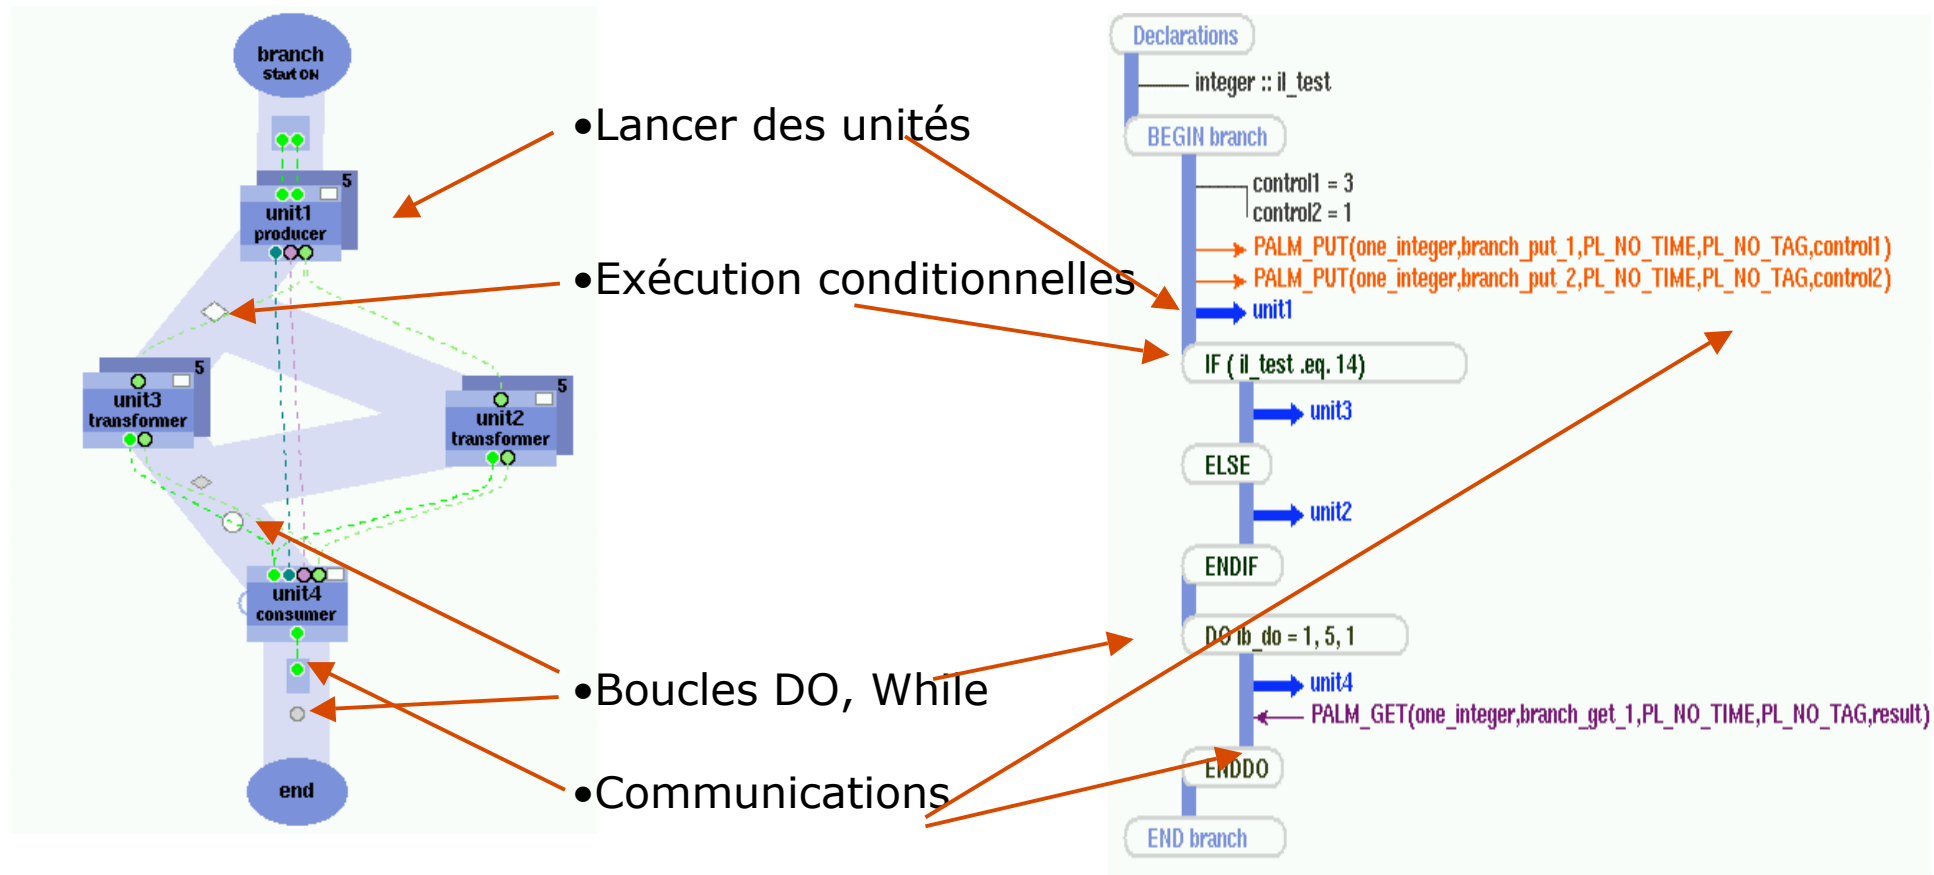 branch
Start ON
5
unit1
producer
5
unit3
transformer
5
unit2
transformer
unit4
consumer
end
•Lancer des unités
•Exécution conditionnelles
•Boucles DO, While
•Communications
Declarations
integer :: il_test
BEGIN branch
control1 = 3
control2 = 1
PALM_PUT(one_integer,branch_put_1,PL_NO_TIME,PL_NO_TAG,control1)
PALM_PUT(one_integer,branch_put_2,PL_NO_TIME,PL_NO_TAG,control2)
unit1
IF ( il_test .eq. 14)
unit3
ELSE
unit2
ENDIF
DO ib_do = 1, 5, 1
unit4
PALM_GET(one_integer,branch_get_1,PL_NO_TIME,PL_NO_TAG,result)
ENDDO
END branch